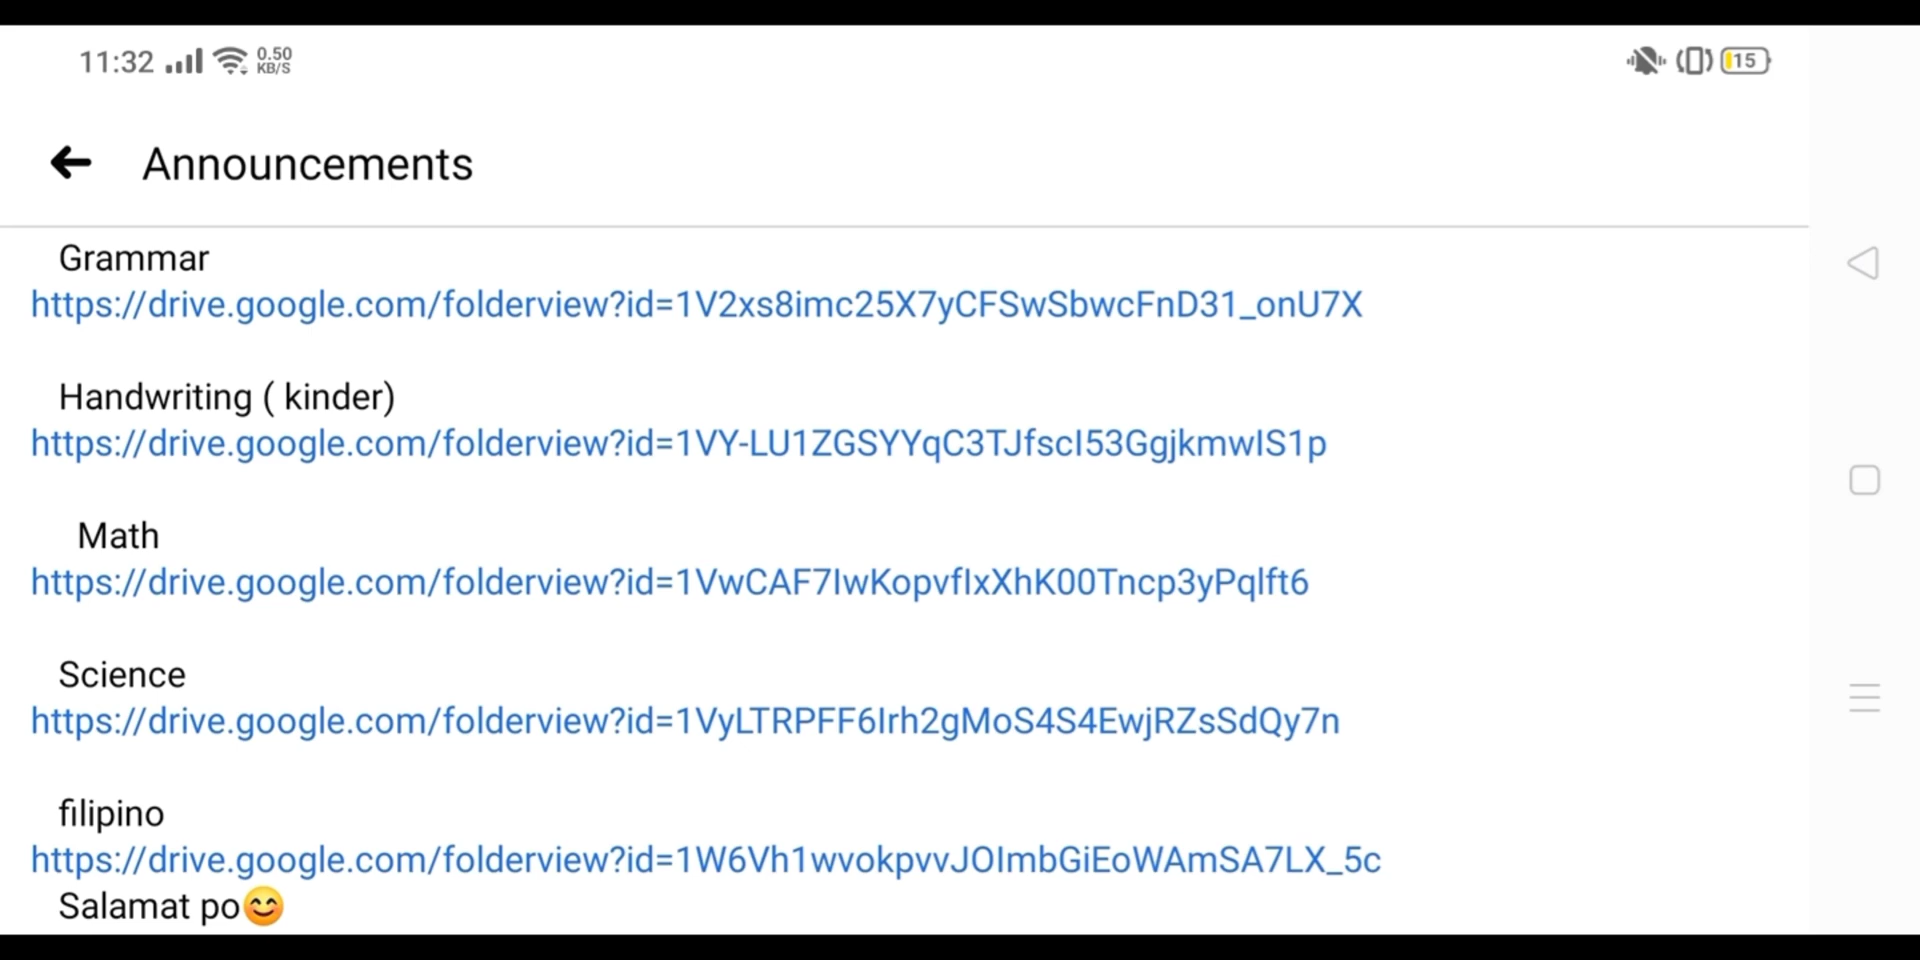 11:32 0.50 KB/S 15
Announcements
Grammar
https://drive.google.com/folderview?id=1V2xs8imc25X7yCFSwSbwcFnD31_onU7X
Handwriting ( kinder)
https://drive.google.com/folderview?id=1VY-LU1ZGSYYqC3TJfscI53GgjkmwIS1p
Math
https://drive.google.com/folderview?id=1VwCAF7IwKopvfIxXhK00Tncp3yPqlft6
Science
https://drive.google.com/folderview?id=1VyLTRPFF6Irh2gMoS4S4EwjRZsSdQy7n
filipino
https://drive.google.com/folderview?id=1W6Vh1wvokpvvJOImbGiEoWAmSA7LX_5c
Salamat po😊